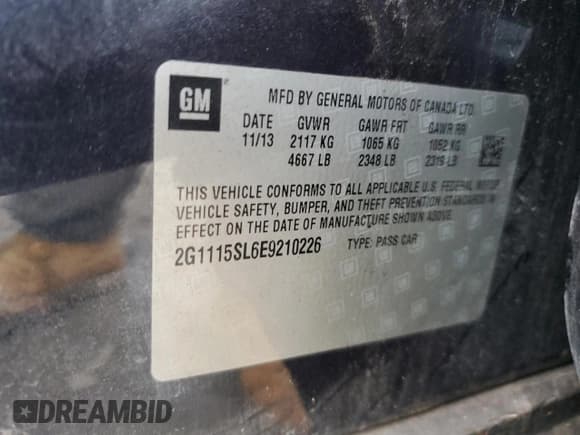 GM
MFD BY GENERAL MOTORS OF CANADA LTD.
DATE GVWR GAWR FRT GAWR RR
11/13 2117 KG 1065 KG 1052 KG
4667 LB 2348 LB 2319 LB
THIS VEHICLE CONFORMS TO ALL APPLICABLE U.S. FEDERAL MOTOR
VEHICLE SAFETY, BUMPER, AND THEFT PREVENTION STANDARDS IN
EFFECT ON THE DATE OF MANUFACTURE SHOWN ABOVE.
2G1115SL6E9210226 TYPE: PASS CAR
DREAMBID